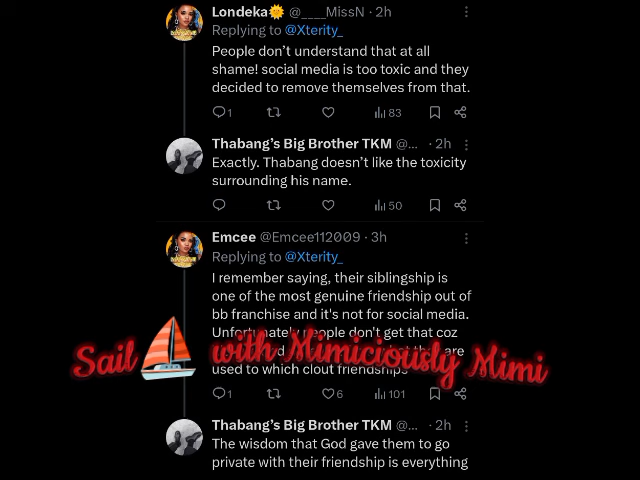 Londeka @____MissN · 2h
Replying to @Xterity_
People don't understand that at all
shame! social media is too toxic and they
decided to remove themselves from that.
1 83
Thabang's Big Brother TKM @... · 2h
Exactly. Thabang doesn't like the toxicity
surrounding his name.
50
Emcee @Emcee112009 · 3h
Replying to @Xterity_
I remember saying, their siblingship is
one of the most genuine friendship out of
bb franchise and it's not for social media.
Unfortunately people don't get that coz
are
Sail with Mimiciously Mimi
used to which clout friendships
1 6 101
Thabang's Big Brother TKM @... · 2h
The wisdom that God gave them to go
private with their friendship is everything